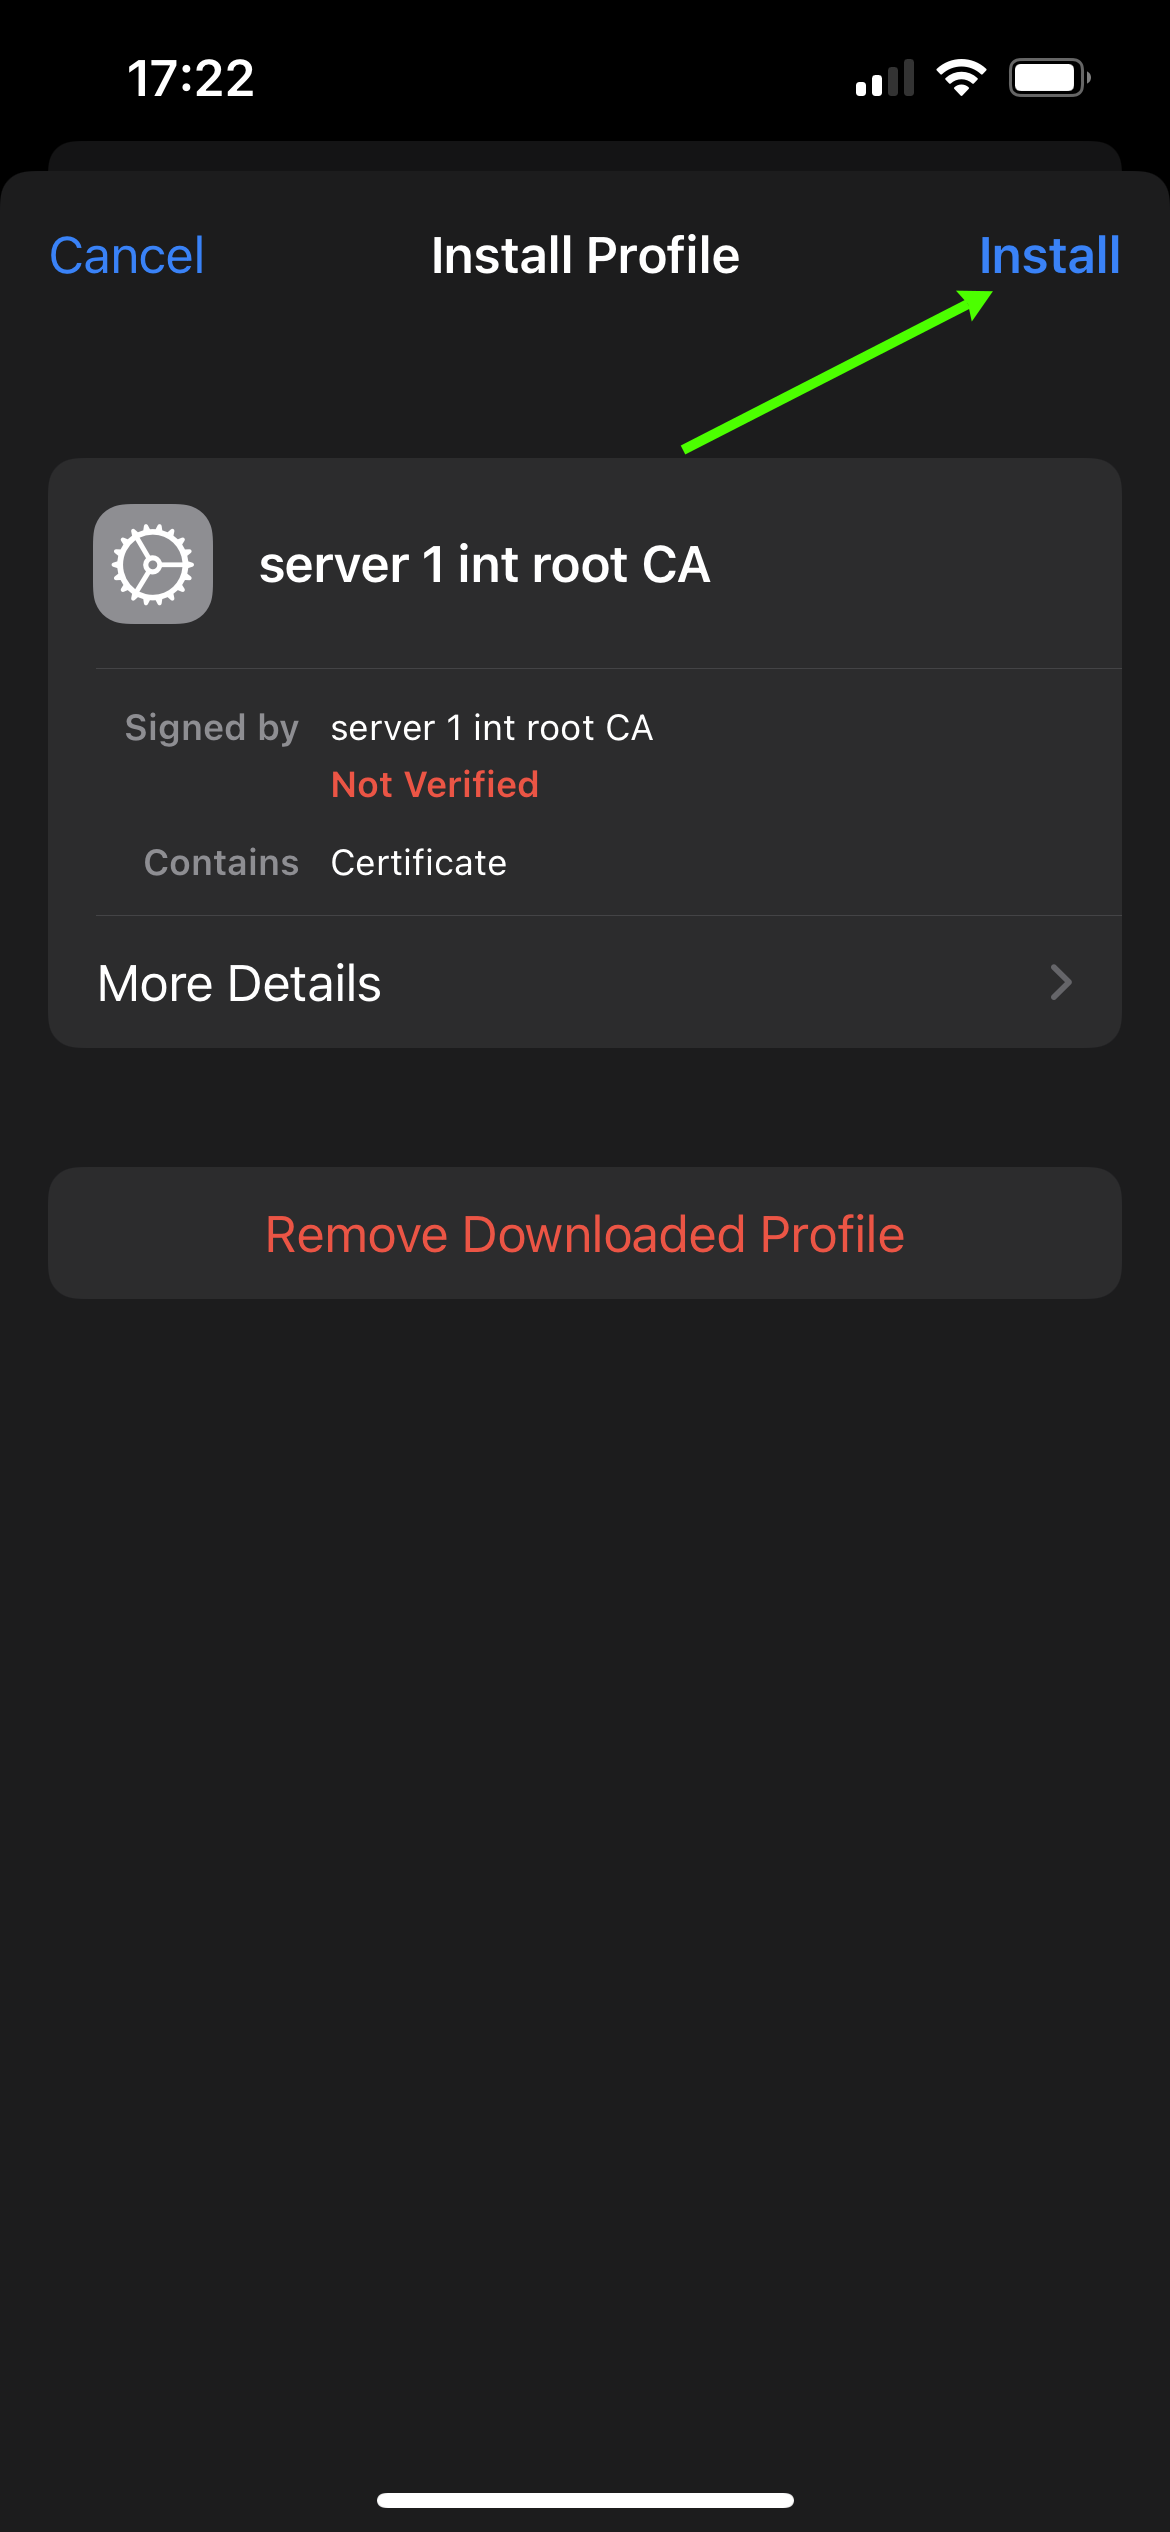 17:22
Cancel
Install Profile
Install
server 1 int root CA
Signed by server 1 int root CA
Not Verified
Contains Certificate
More Details
Remove Downloaded Profile